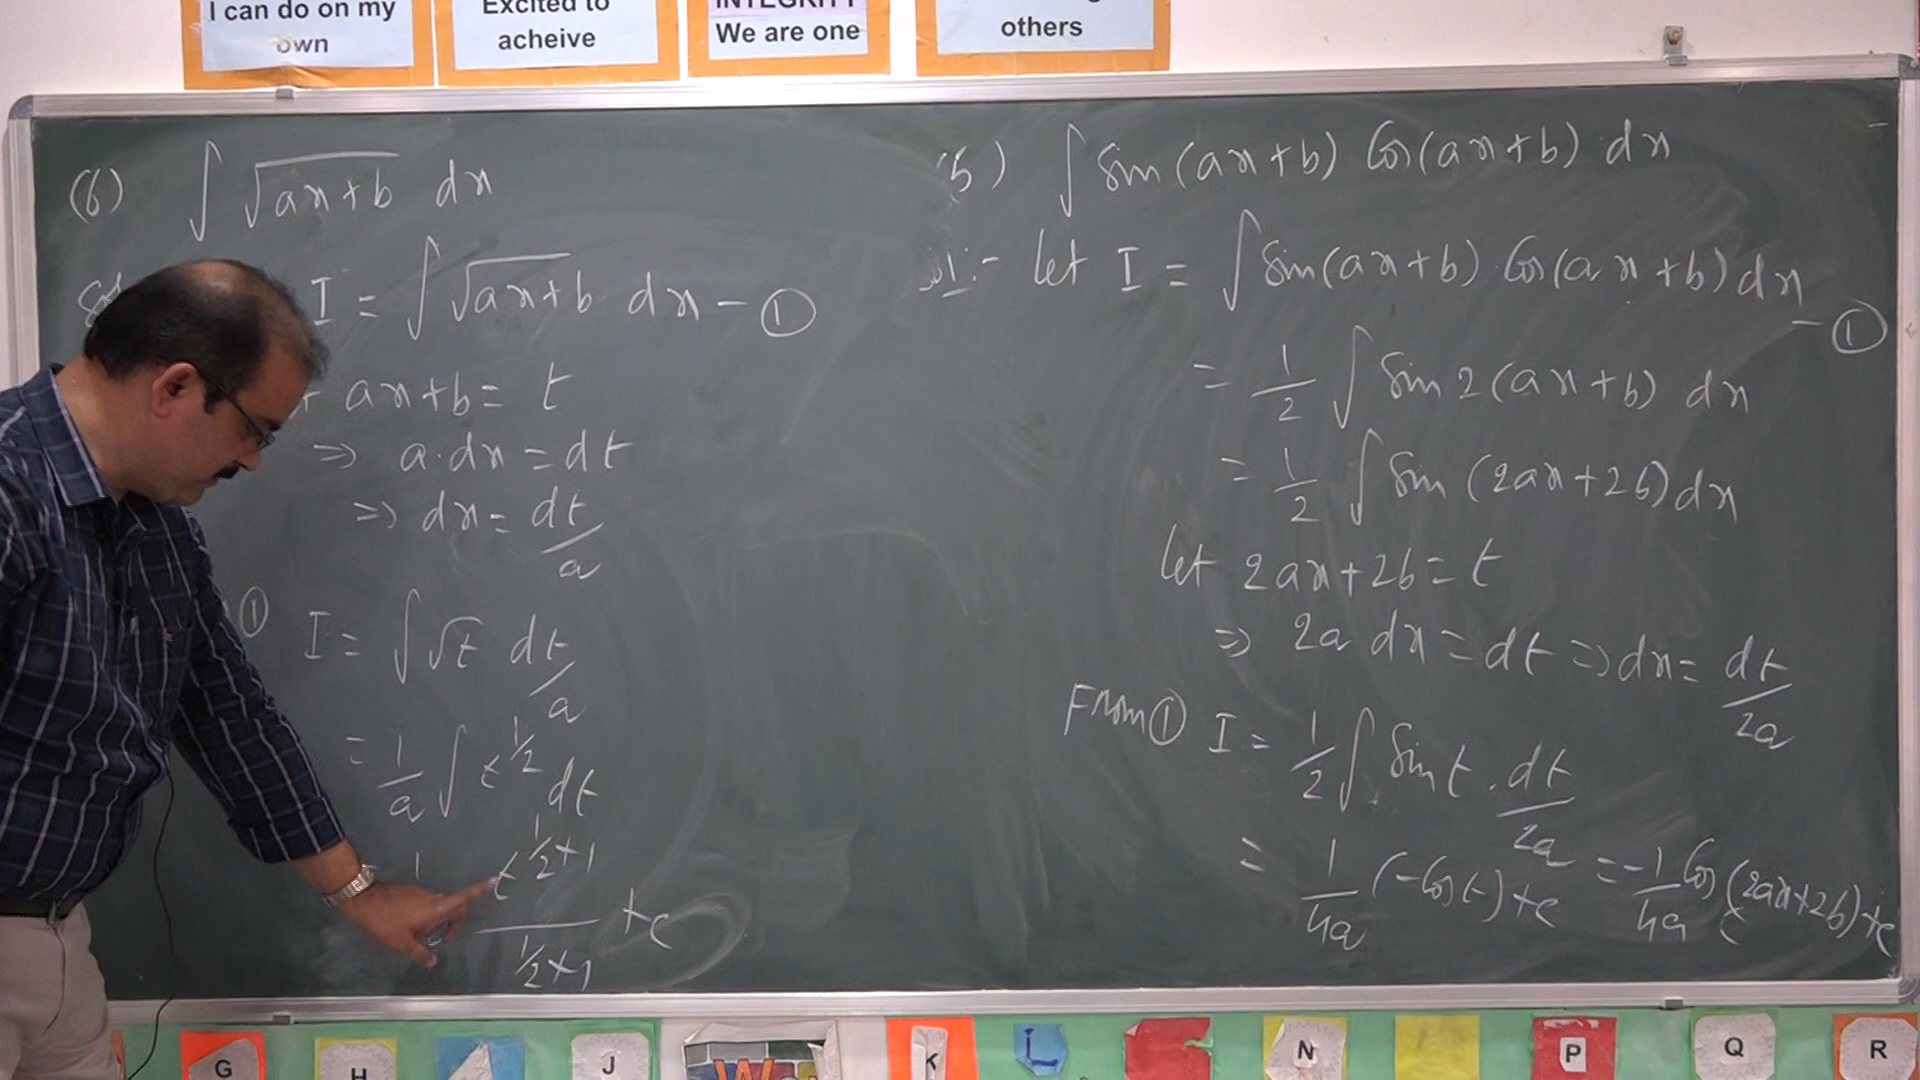 I can do on my
own
Excited to
acheive
INTEGRITY
We are one
others
(6) ∫ √(ax+b) dx
I = ∫ √(ax+b) dx - ①
ax+b = t
⇒ a·dx = dt
⇒ dx = dt/a
① I = ∫ √t dt/a
= 1/a ∫ t^(1/2) dt
t^(1/2+1)/(1/2+1) + c
5) ∫ Sin(ax+b) Cos(ax+b) dx
Sol:- let I = ∫ Sin(ax+b) Cos(ax+b) dx - ①
= 1/2 ∫ Sin 2(ax+b) dx
= 1/2 ∫ Sin (2ax+2b) dx
let 2ax+2b = t
⇒ 2a dx = dt ⇒ dx = dt/2a
From ① I = 1/2 ∫ Sin t . dt/2a
= 1/4a (-Cos t) + c = -1/4a Cos (2ax+2b) + c
G
H
J
K
L
N
P
Q
R